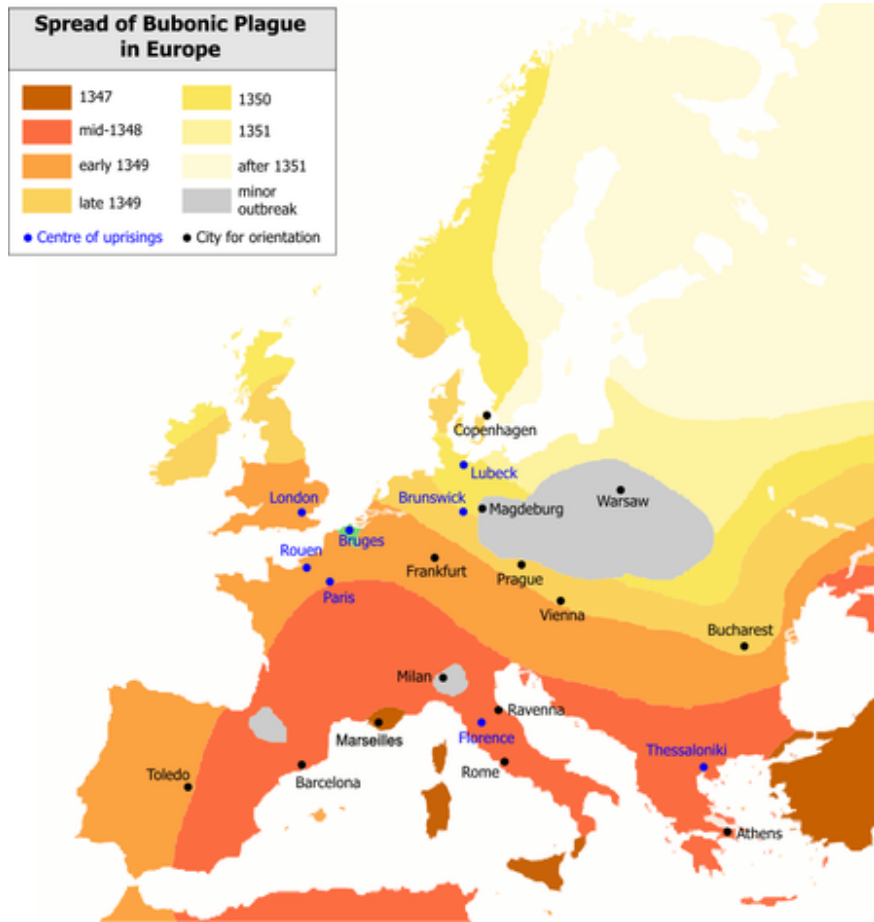 Spread of Bubonic Plague
in Europe
1347
1350
mid-1348
1351
early 1349
after 1351
late 1349
minor
outbreak
Centre of uprisings
City for orientation
Copenhagen
Lubeck
Brunswick
Magdeburg
Warsaw
London
Bruges
Rouen
Frankfurt
Prague
Paris
Vienna
Bucharest
Milan
Ravenna
Marseilles
Florence
Thessaloniki
Toledo
Barcelona
Rome
Athens